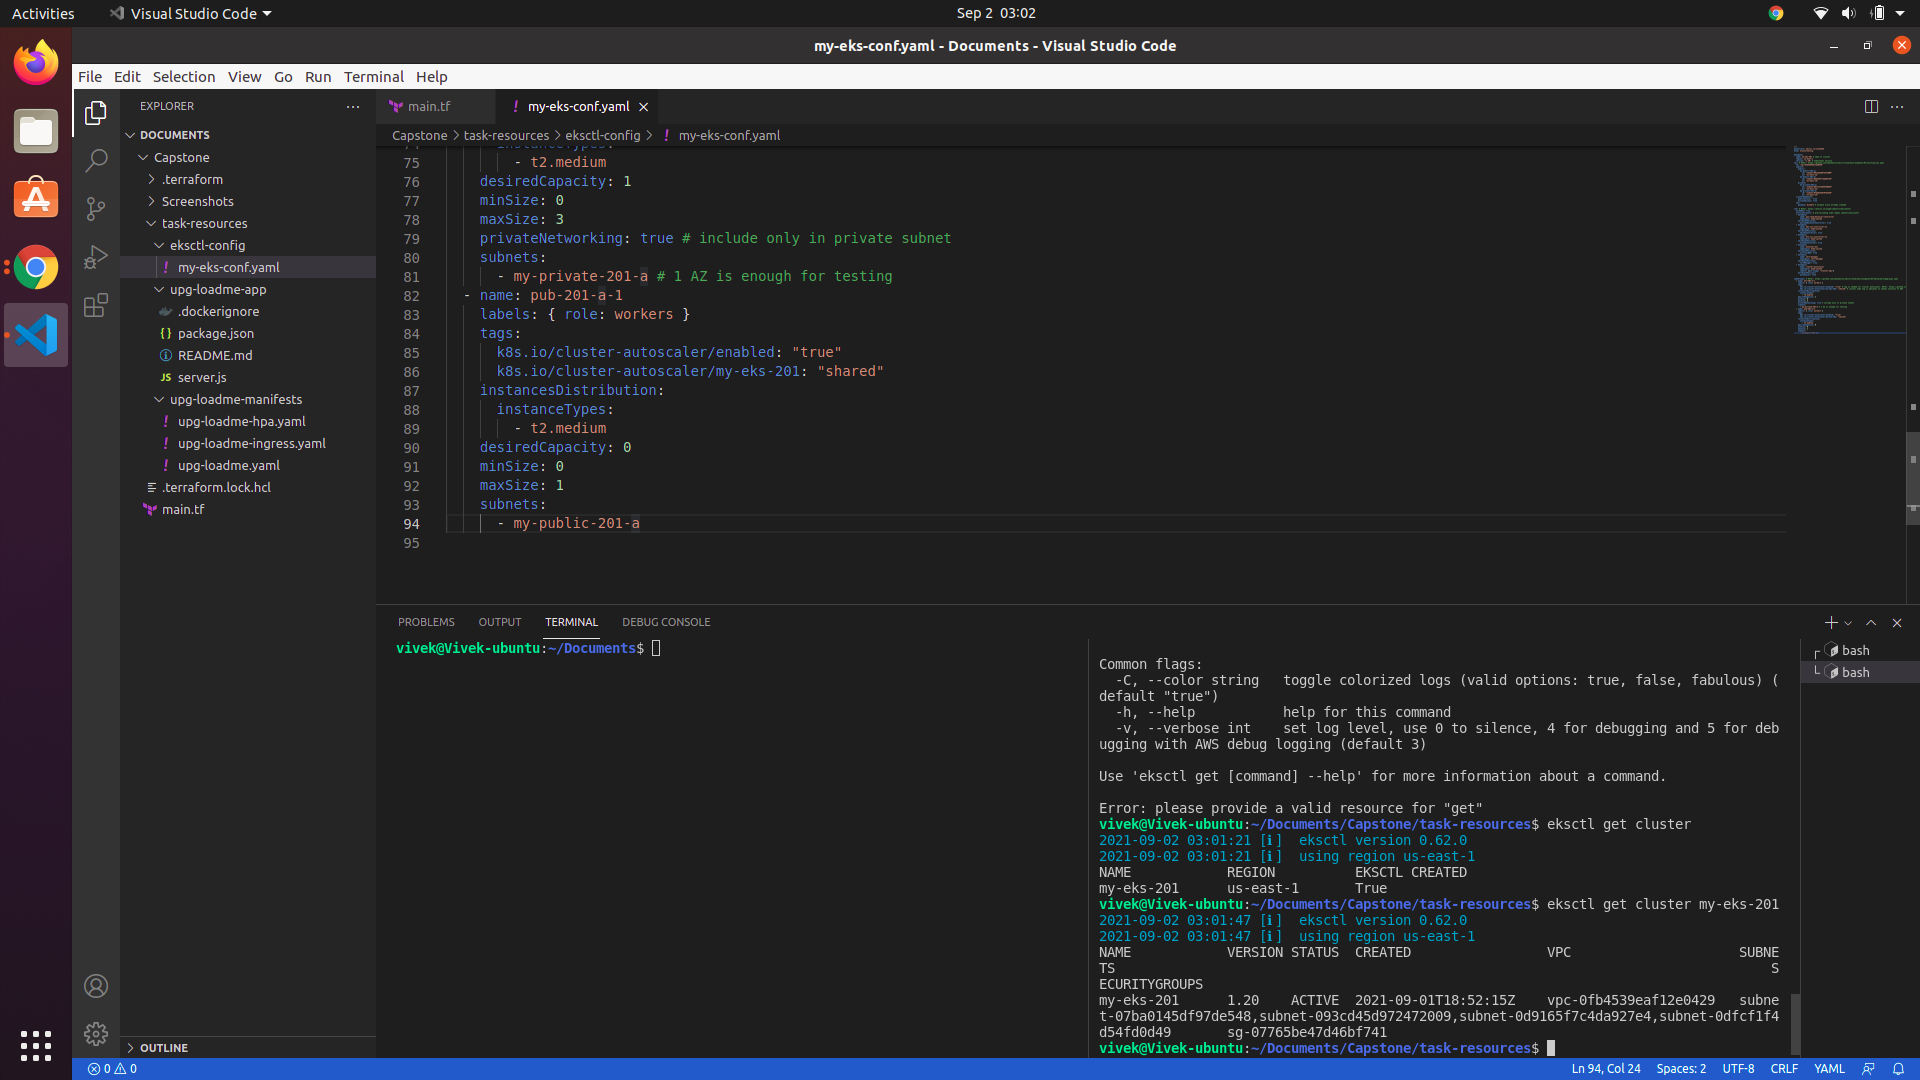 Activities
Visual Studio Code
Sep 2 03:02
my-eks-conf.yaml - Documents - Visual Studio Code
File Edit Selection View Go Run Terminal Help
EXPLORER
DOCUMENTS
Capstone
.terraform
Screenshots
task-resources
eksctl-config
my-eks-conf.yaml
upg-loadme-app
.dockerignore
package.json
README.md
server.js
upg-loadme-manifests
upg-loadme-hpa.yaml
upg-loadme-ingress.yaml
upg-loadme.yaml
.terraform.lock.hcl
main.tf
OUTLINE
main.tf
my-eks-conf.yaml
Capstone > task-resources > eksctl-config > ! my-eks-conf.yaml
75 - t2.medium
76 desiredCapacity: 1
77 minSize: 0
78 maxSize: 3
79 privateNetworking: true # include only in private subnet
80 subnets:
81 - my-private-201-a # 1 AZ is enough for testing
82 - name: pub-201-a-1
83 labels: { role: workers }
84 tags:
85 k8s.io/cluster-autoscaler/enabled: "true"
86 k8s.io/cluster-autoscaler/my-eks-201: "shared"
87 instancesDistribution:
88 instanceTypes:
89 - t2.medium
90 desiredCapacity: 0
91 minSize: 0
92 maxSize: 1
93 subnets:
94 - my-public-201-a
95
PROBLEMS OUTPUT TERMINAL DEBUG CONSOLE
vivek@Vivek-ubuntu:~/Documents$
Common flags:
-C, --color string toggle colorized logs (valid options: true, false, fabulous) (
default "true")
-h, --help help for this command
-v, --verbose int set log level, use 0 to silence, 4 for debugging and 5 for deb
ugging with AWS debug logging (default 3)
Use 'eksctl get [command] --help' for more information about a command.
Error: please provide a valid resource for "get"
vivek@Vivek-ubuntu:~/Documents/Capstone/task-resources$ eksctl get cluster
2021-09-02 03:01:21 [ℹ] eksctl version 0.62.0
2021-09-02 03:01:21 [ℹ] using region us-east-1
NAME REGION EKSCTL CREATED
my-eks-201 us-east-1 True
vivek@Vivek-ubuntu:~/Documents/Capstone/task-resources$ eksctl get cluster my-eks-201
2021-09-02 03:01:47 [ℹ] eksctl version 0.62.0
2021-09-02 03:01:47 [ℹ] using region us-east-1
NAME VERSION STATUS CREATED VPC SUBNE
TS S
ECURITYGROUPS
my-eks-201 1.20 ACTIVE 2021-09-01T18:52:15Z vpc-0fb4539eaf12e0429 subne
t-07ba0145df97de548,subnet-093cd45d972472009,subnet-0d9165f7c4da927e4,subnet-0dfcf1f4
d54fd0d49 sg-07765be47d46bf741
vivek@Vivek-ubuntu:~/Documents/Capstone/task-resources$
bash
bash
0 0
Ln 94, Col 24 Spaces: 2 UTF-8 CRLF YAML